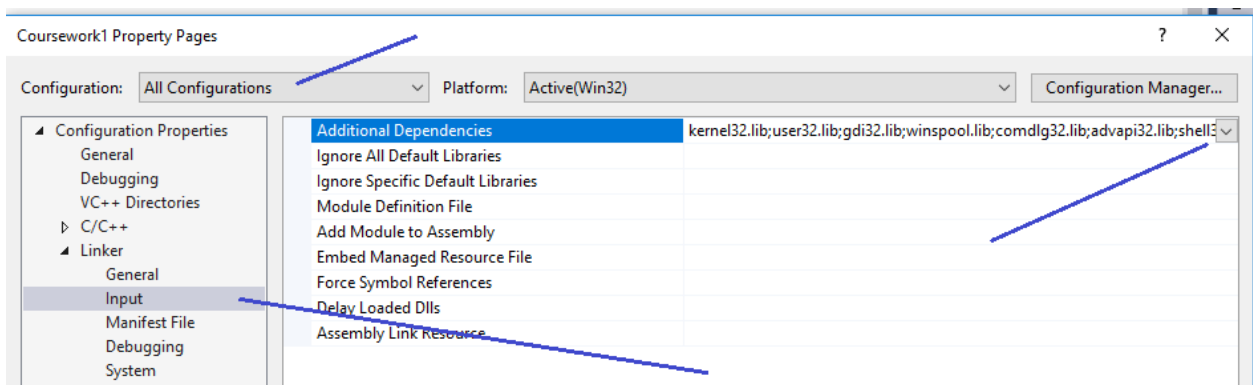 Coursework1 Property Pages
Configuration: All Configurations Platform: Active(Win32) Configuration Manager...
Configuration Properties
General
Debugging
VC++ Directories
C/C++
Linker
General
Input
Manifest File
Debugging
System
Additional Dependencies kernel32.lib;user32.lib;gdi32.lib;winspool.lib;comdlg32.lib;advapi32.lib;shell3
Ignore All Default Libraries
Ignore Specific Default Libraries
Module Definition File
Add Module to Assembly
Embed Managed Resource File
Force Symbol References
Delay Loaded Dlls
Assembly Link Resource